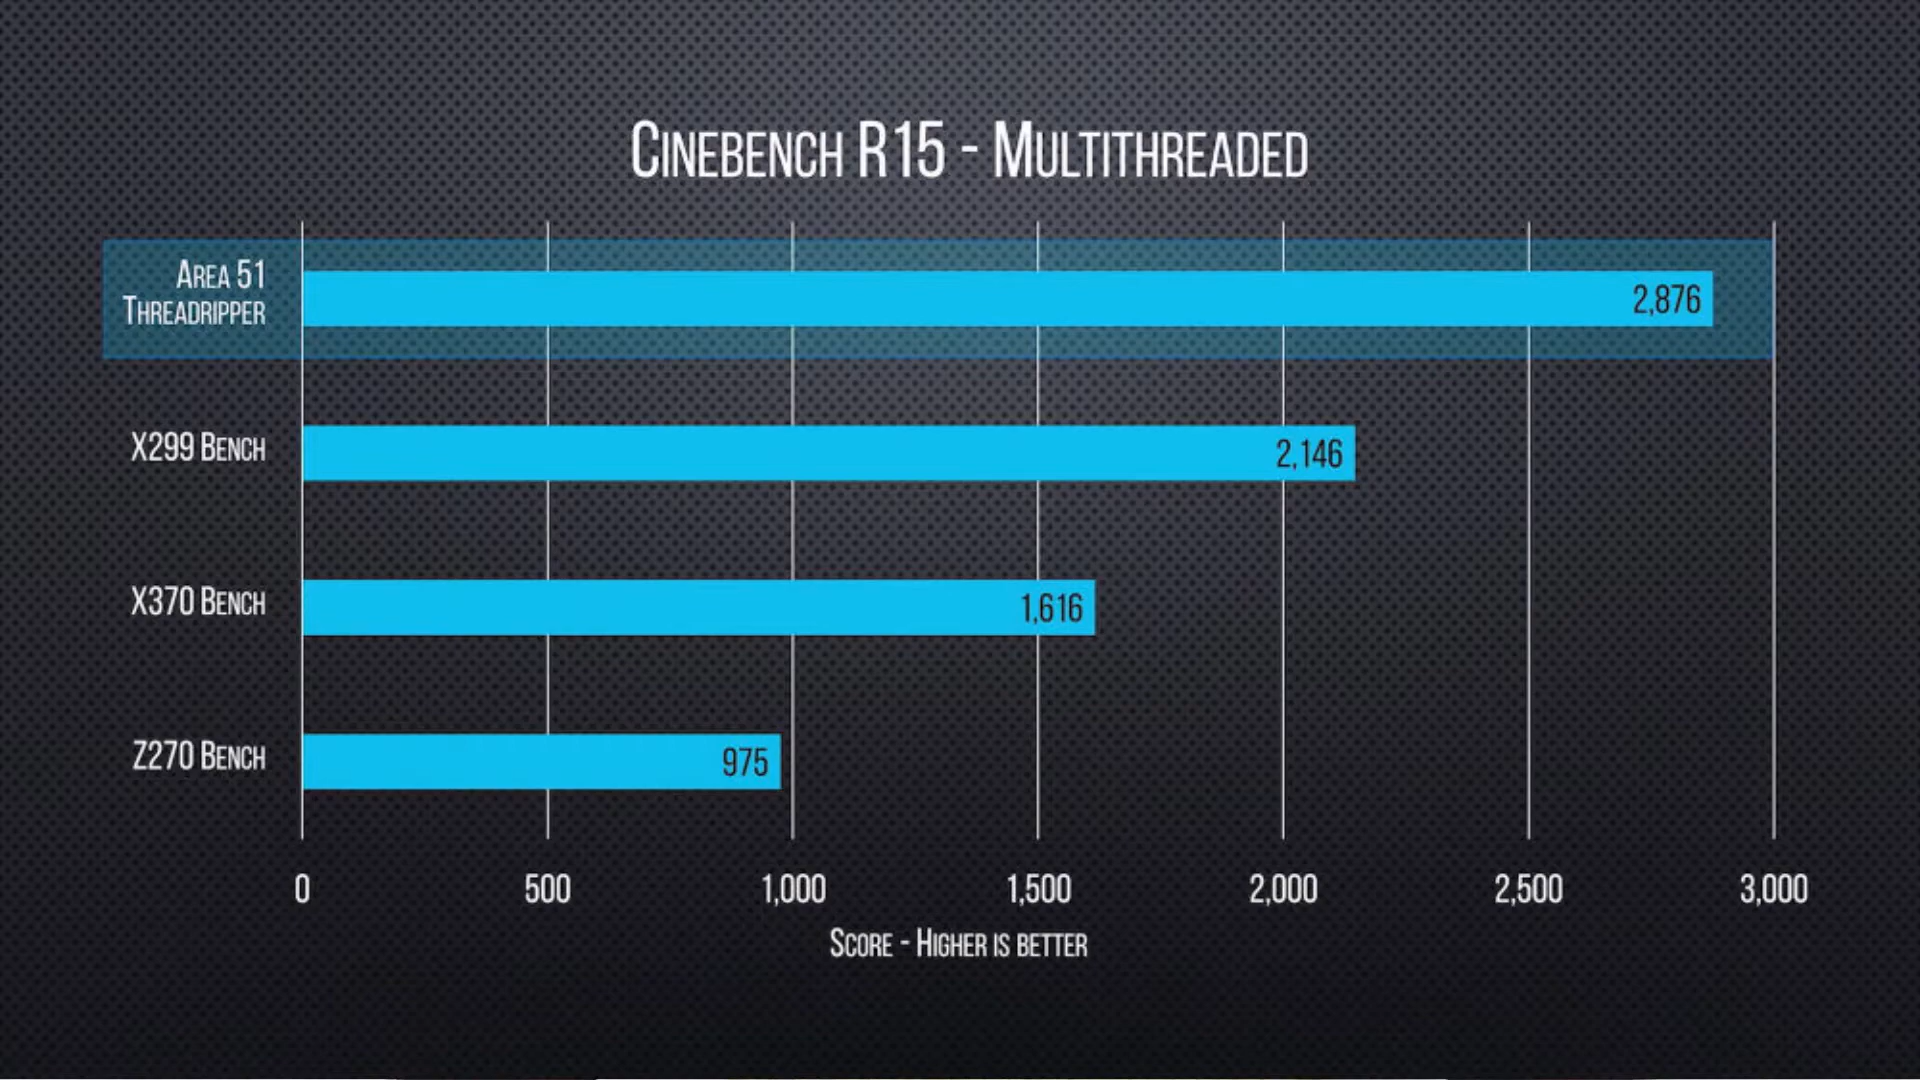 Cinebench R15 - Multithreaded
Area 51
Threadripper
2,876
X299 Bench
2,146
X370 Bench
1,616
Z270 Bench
975
0 500 1,000 1,500 2,000 2,500 3,000
Score - Higher is better